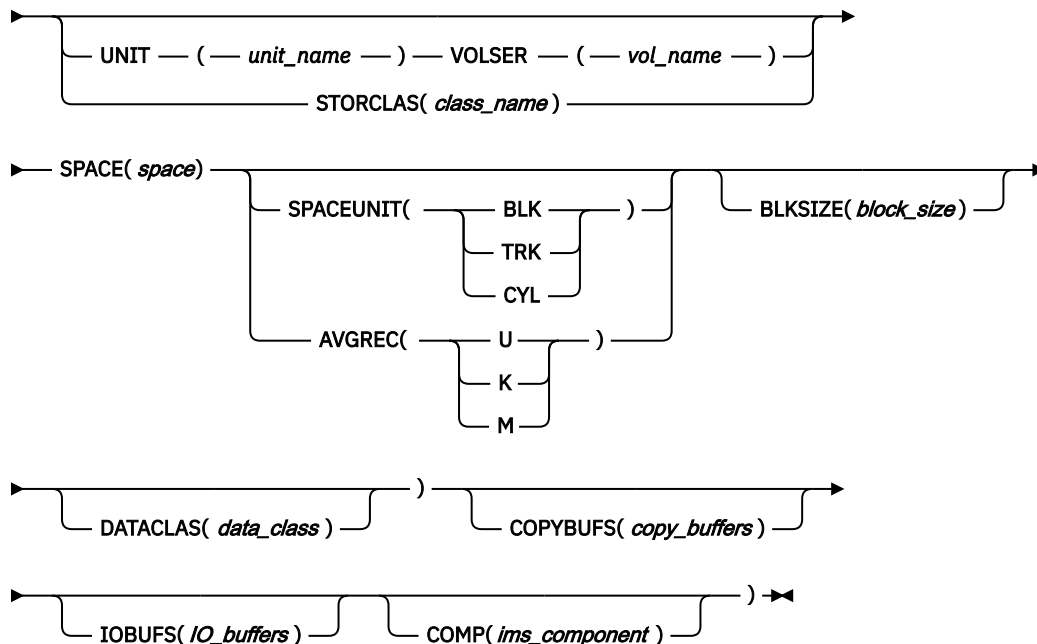 UNIT ( unit_name ) VOLSER ( vol_name )
STORCLAS( class_name )
SPACE( space)
SPACEUNIT( BLK )
TRK
CYL
BLKSIZE( block_size )
AVGREC( U )
K
M
DATACLAS( data_class ) )
COPYBUFS( copy_buffers )
IOBUFS( IO_buffers )
COMP( ims_component ) )